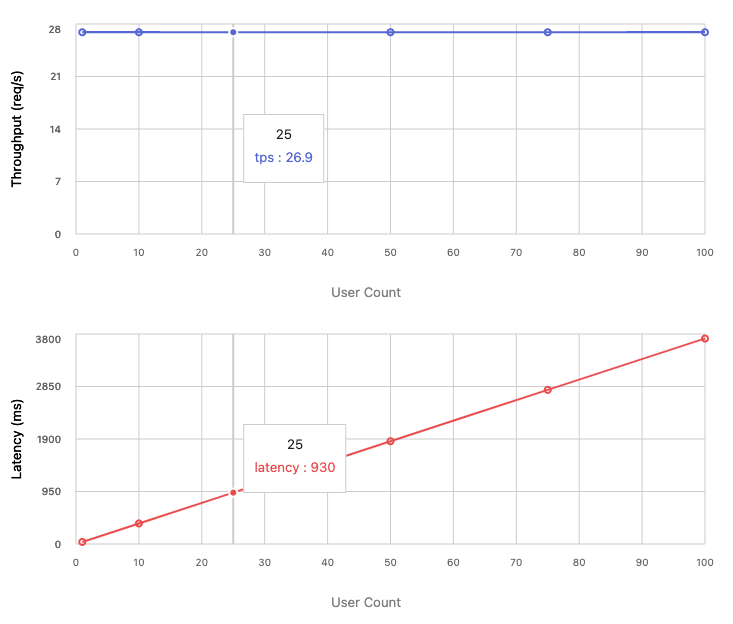 Throughput (req/s)
28
21
14
7
0
25
tps : 26.9
0 10 20 30 40 50 60 70 80 90 100
User Count
Latency (ms)
3800
2850
1900
950
0
25
latency : 930
0 10 20 30 40 50 60 70 80 90 100
User Count